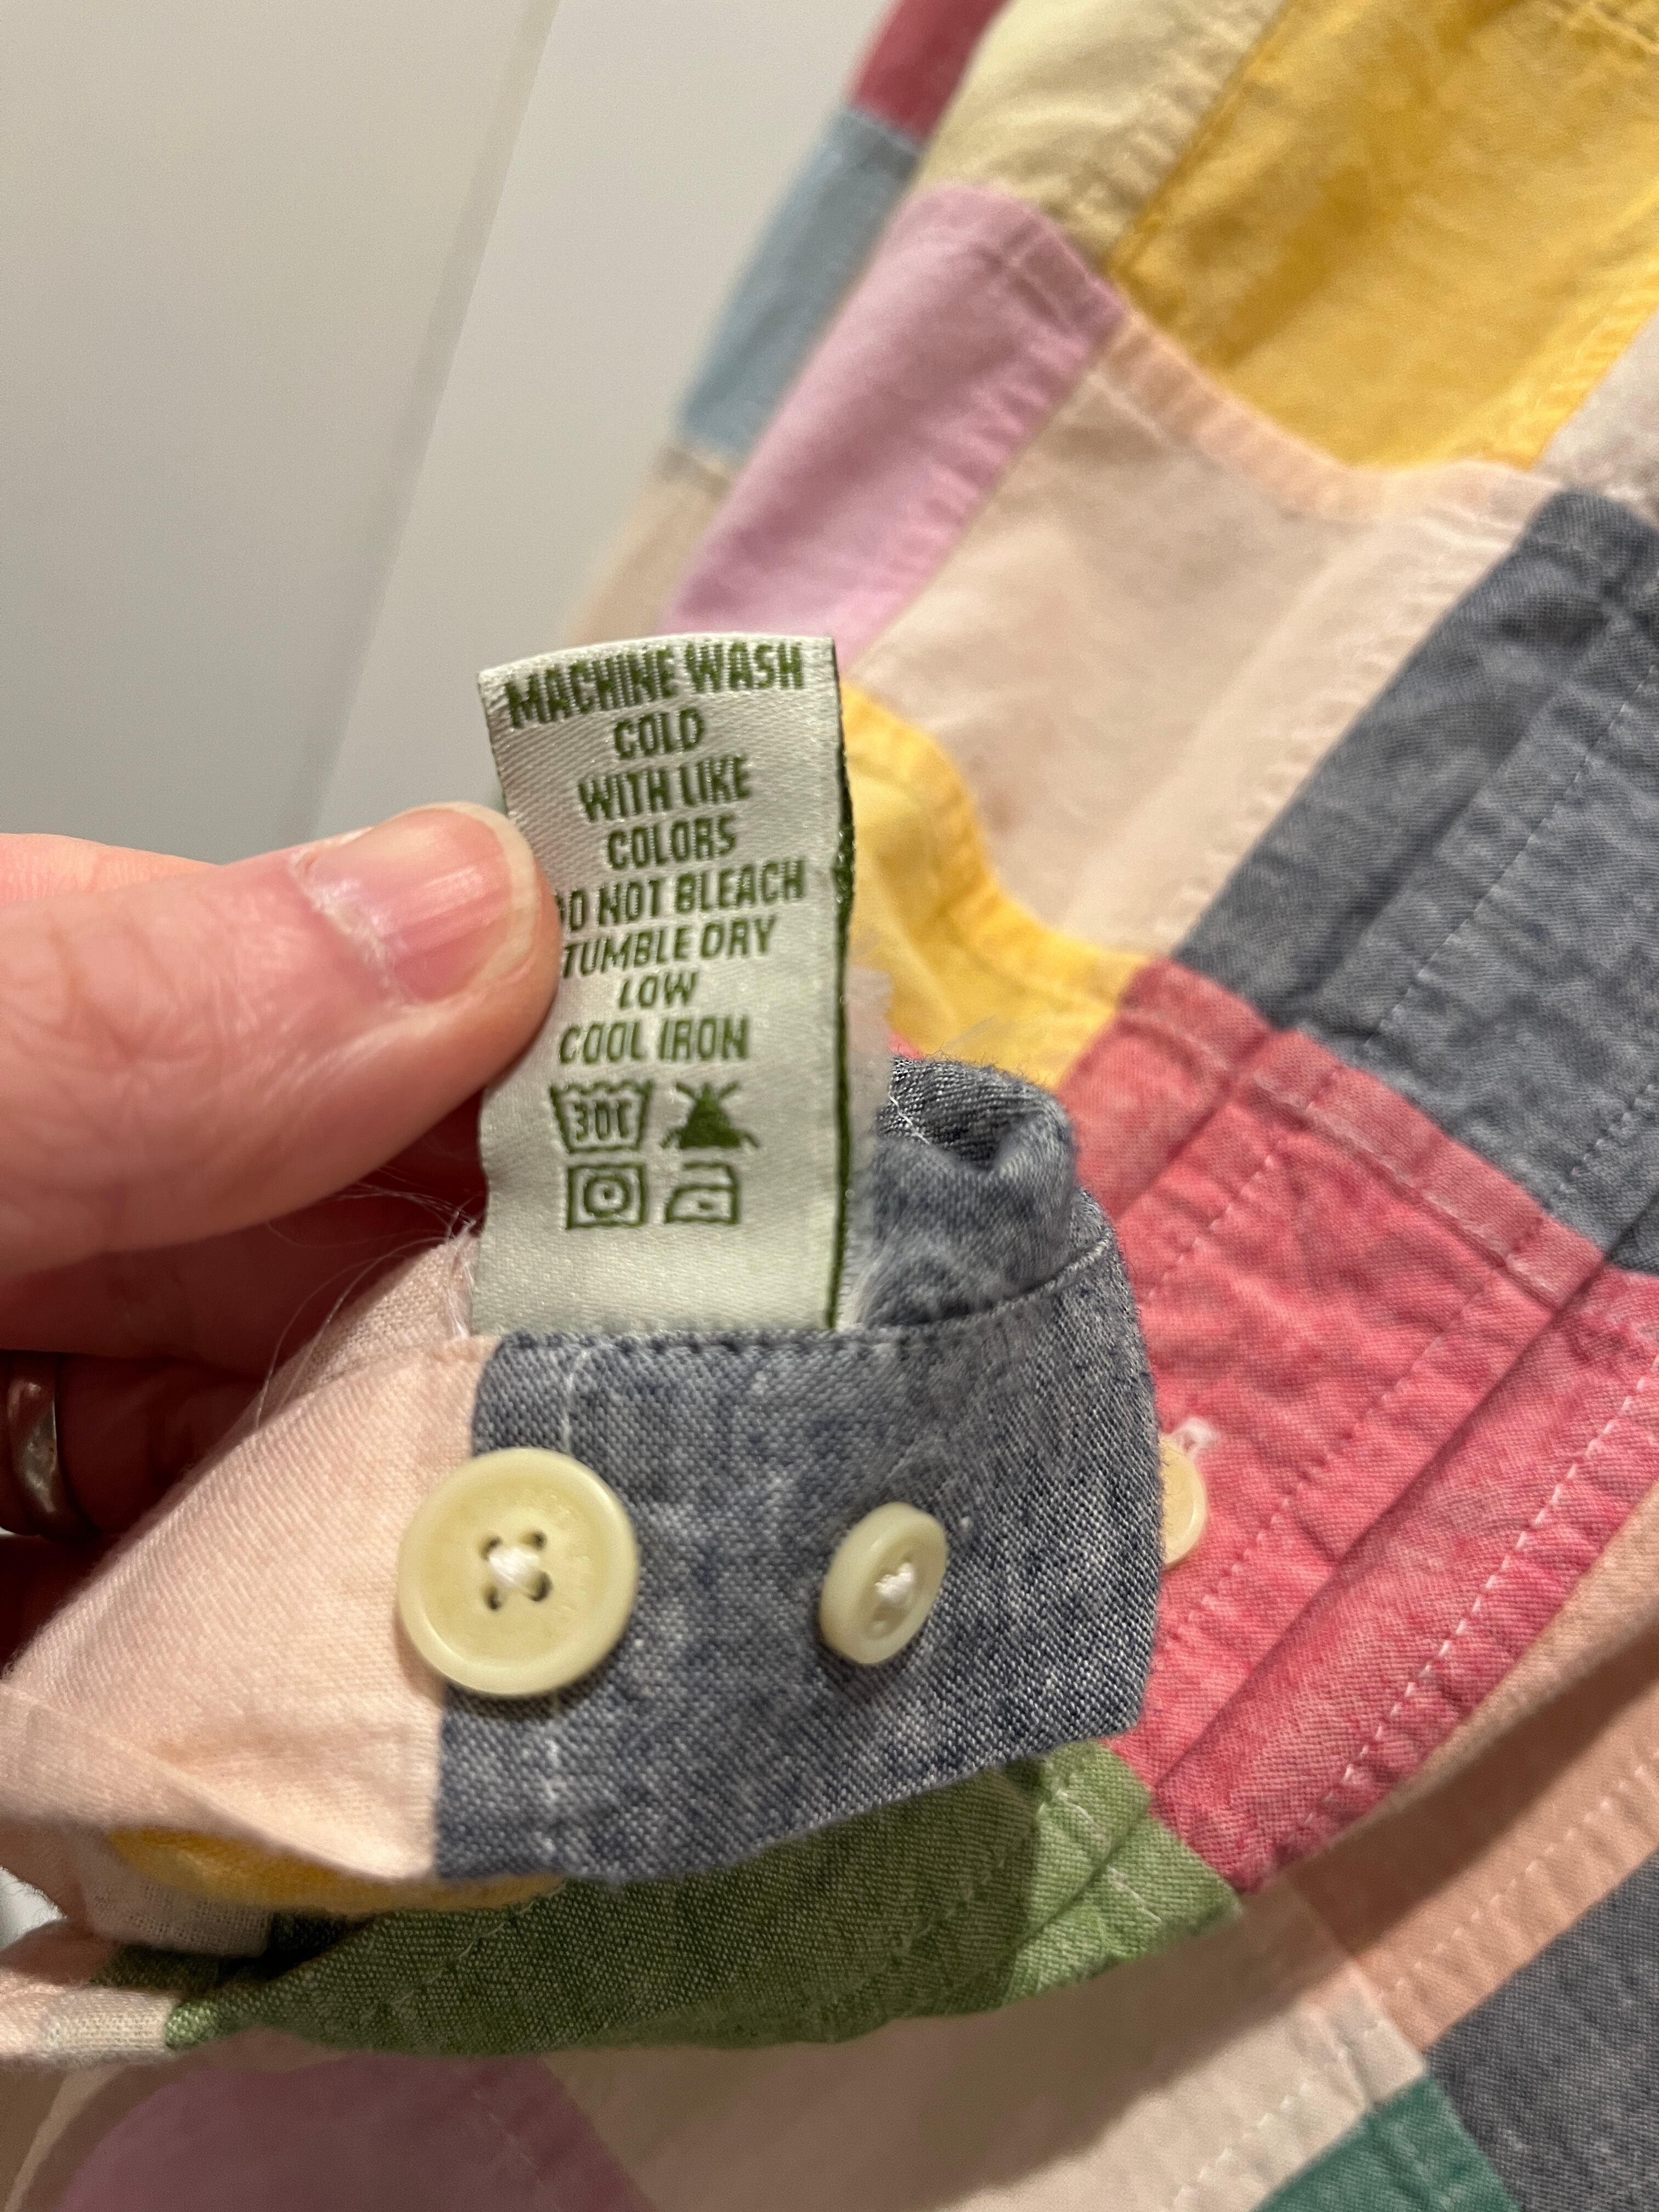 MACHINE WASH
COLD
WITH LIKE
COLORS
DO NOT BLEACH
TUMBLE DRY
LOW
COOL IRON
30C